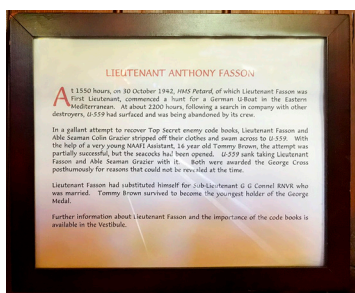 LIEUTENANT ANTHONY FASSON
At 1550 hours, on 30 October 1942, HMS Petard, of which Lieutenant Fasson was
First Lieutenant, commenced a hunt for a German U-Boat in the Eastern
Mediterranean. At about 2200 hours, following a search in company with other
destroyers, U-559 had surfaced and was being abandoned by its crew.
In a gallant attempt to recover Top Secret enemy code books, Lieutenant Fasson and
Able Seaman Colin Grazier stripped off their clothes and swam across to U-559. With
the help of a very young NAAFI Assistant, 16 year old Tommy Brown, the attempt was
partially successful, but the seacocks had been opened. U-559 sank taking Lieutenant
Fasson and Able Seaman Grazier with it. Both were awarded the George Cross
posthumously for reasons that could not be revealed at the time.
Lieutenant Fasson had substituted himself for Sub-Lieutenant G G Connel RNVR who
was married. Tommy Brown survived to become the youngest holder of the George
Medal.
Further information about Lieutenant Fasson and the importance of the code books is
available in the Vestibule.